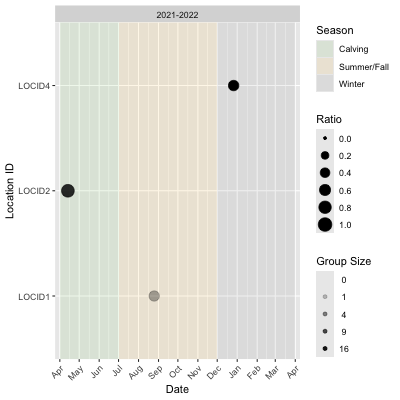 2021-2022
LOCID4
LOCID2
LOCID1
Location ID
Apr May Jun Jul Aug Sep Oct Nov Dec Jan Feb Mar Apr
Date
Season
Calving
Summer/Fall
Winter
Ratio
0.0
0.2
0.4
0.6
0.8
1.0
Group Size
0
1
4
9
16